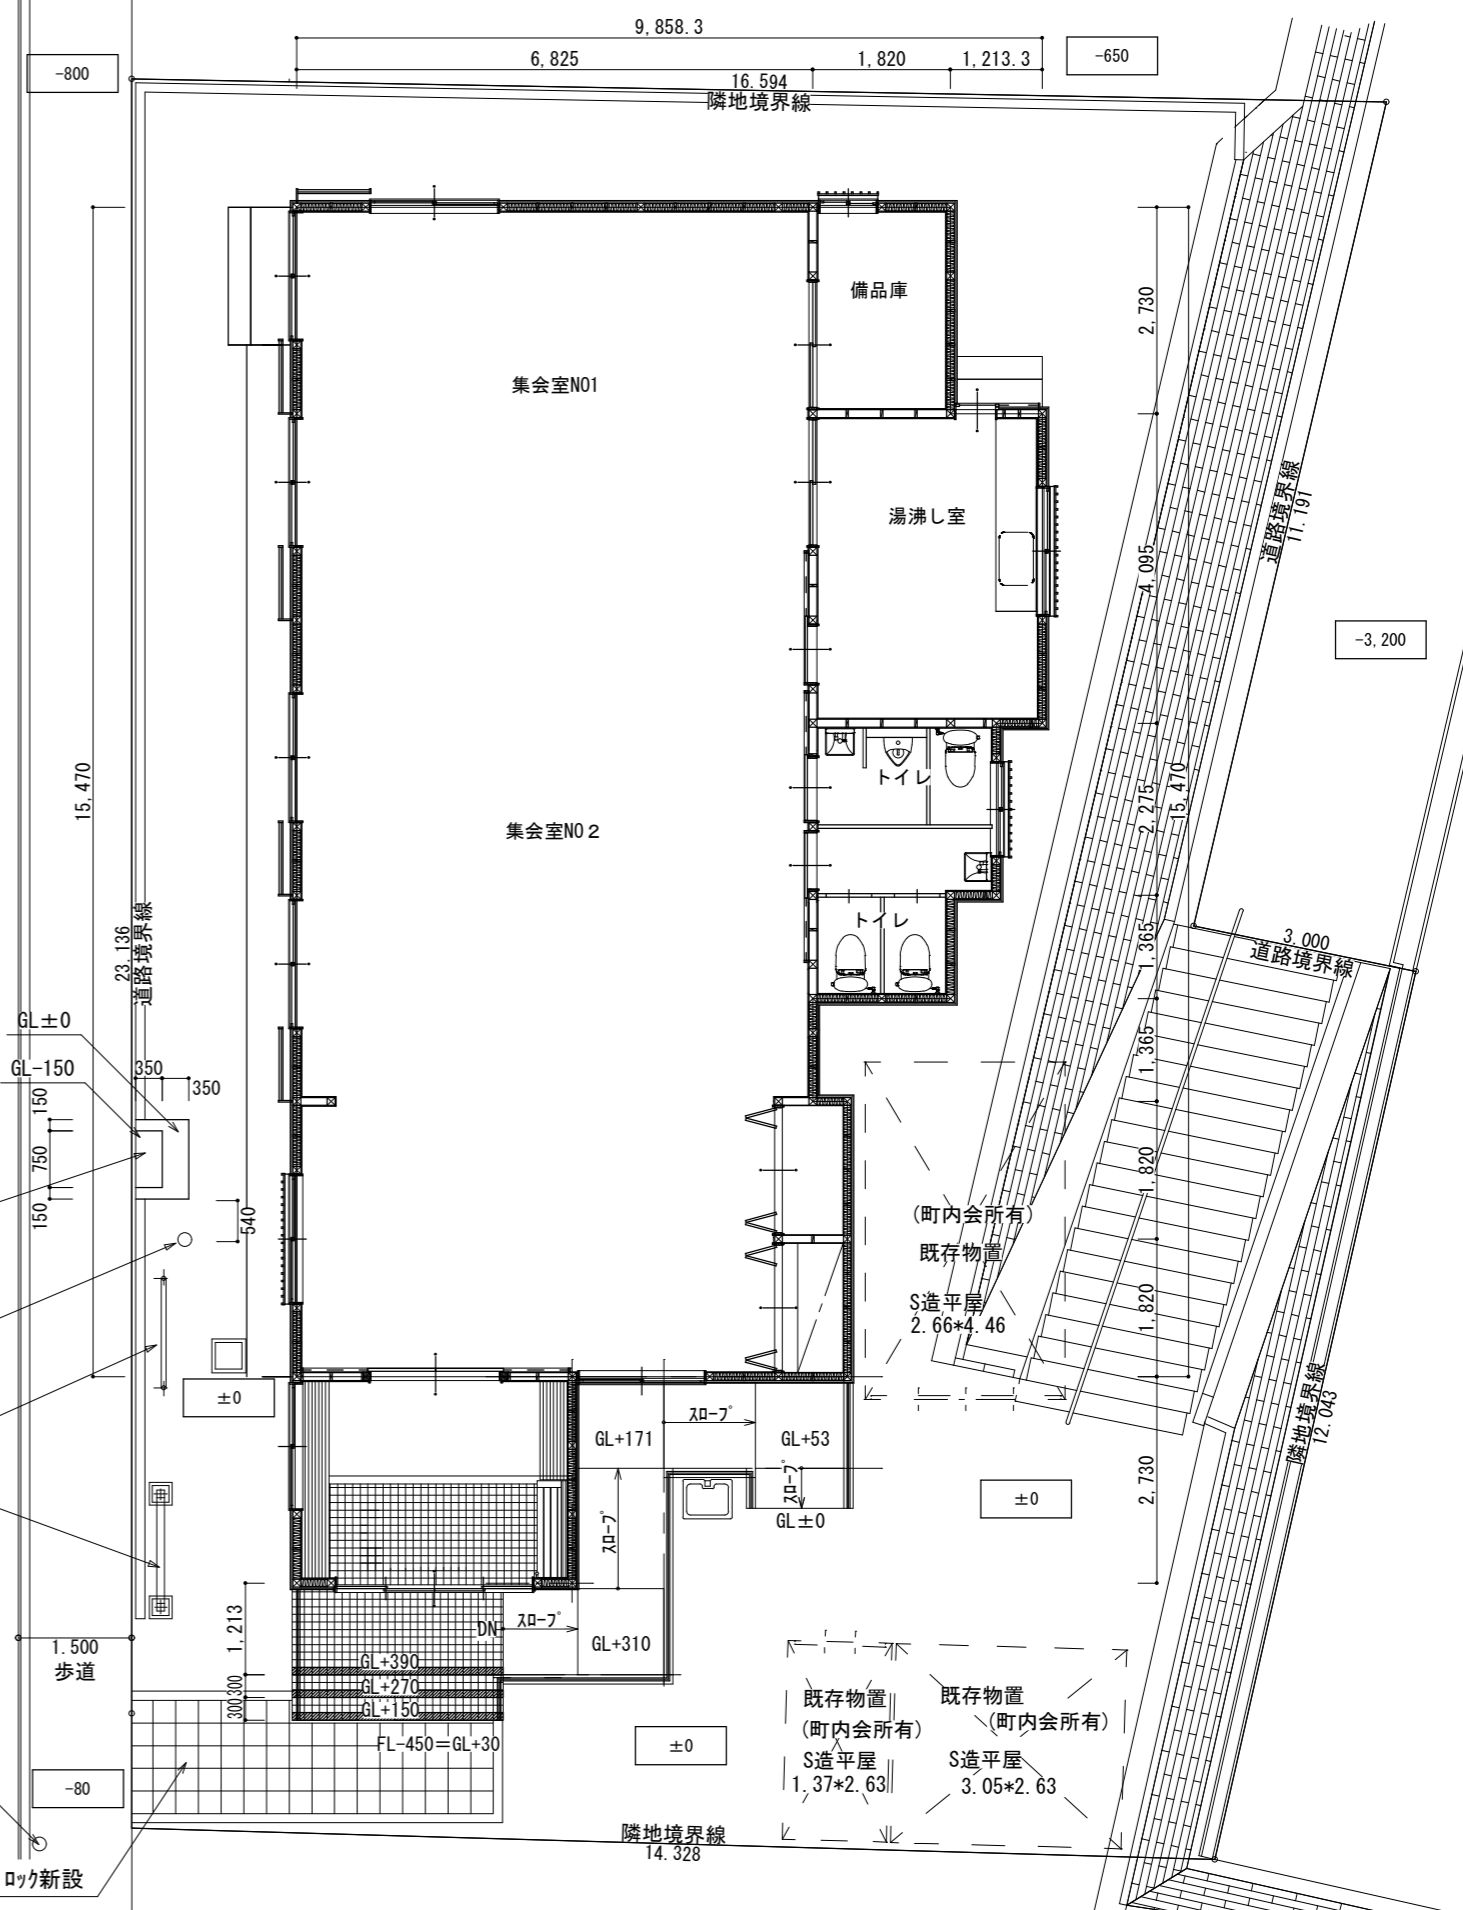 9,858.3
6,825
1,820
1,213.3
-800
-650
16.594
隣地境界線
備品庫
2,730
集会室NO1
湯沸し室
4,095
道路境界線
11.191
-3,200
15,470
トイレ
2,275
15,470
集会室NO２
トイレ
23,136
道路境界線
1,365
3.000
道路境界線
GL±0
GL-150
350
350
1,365
150
750
150
540
1,820
(町内会所有)
既存物置
S造平屋
2.66*4.46
1,820
±0
隣地境界線
12.043
GL+171
ｽﾛｰﾌﾟ
GL+53
ｽﾛｰﾌﾟ
GL±0
ｽﾛｰﾌﾟ
2,730
±0
1.500
歩道
1,213
DN
ｽﾛｰﾌﾟ
GL+310
GL+390
300
GL+270
300
GL+150
FL-450＝GL+30
±0
既存物置
(町内会所有)
S造平屋
1.37*2.63
既存物置
(町内会所有)
S造平屋
3.05*2.63
-80
隣地境界線
14.328
ﾛｯｸ新設